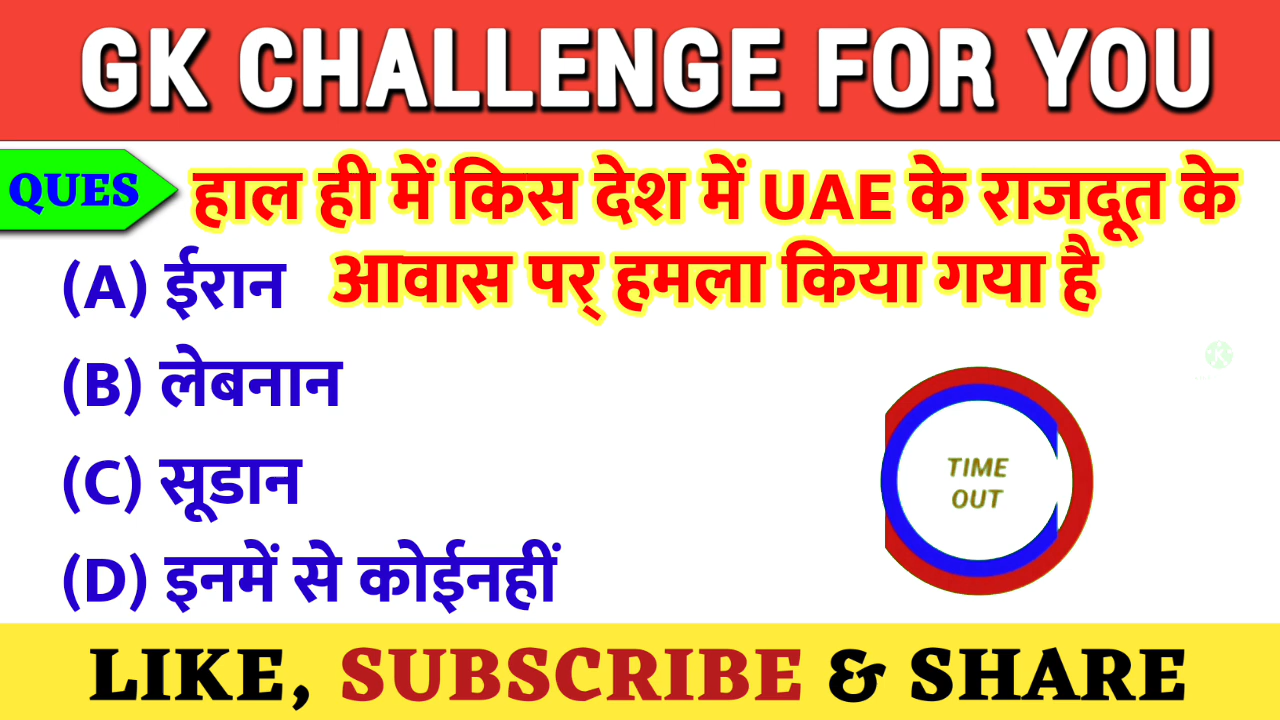 GK CHALLENGE FOR YOU
QUES हाल ही में किस देश में UAE के राजदूत के
आवास पर् हमला किया गया है
(A) ईरान
(B) लेबनान
(C) सूडान
(D) इनमें से कोईनहीं
TIME
OUT
LIKE, SUBSCRIBE & SHARE